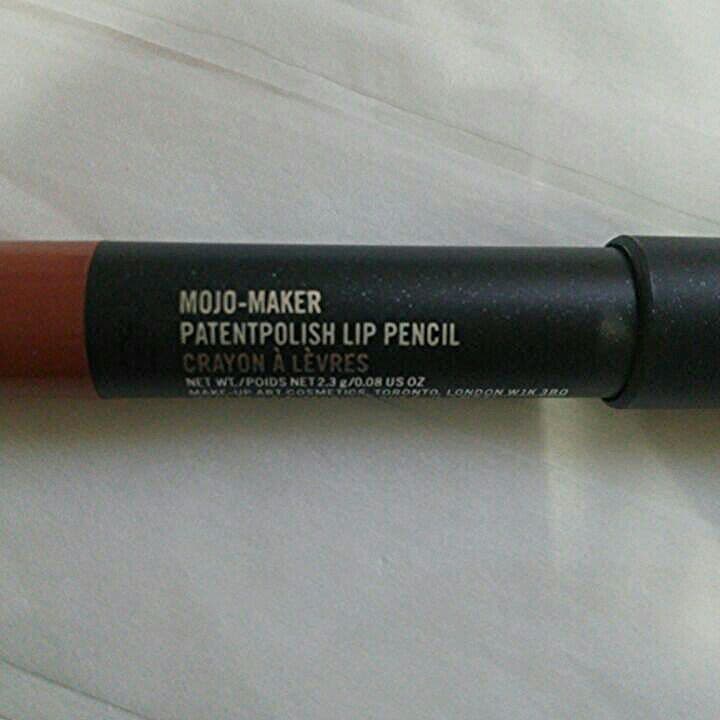 MOJO-MAKER
PATENTPOLISH LIP PENCIL
CRAYON À LÈVRES
NET WT./POIDS NET 2.3 g/0.08 US OZ
MAKE-UP ART COSMETICS, TORONTO, LONDON W1K 3BQ